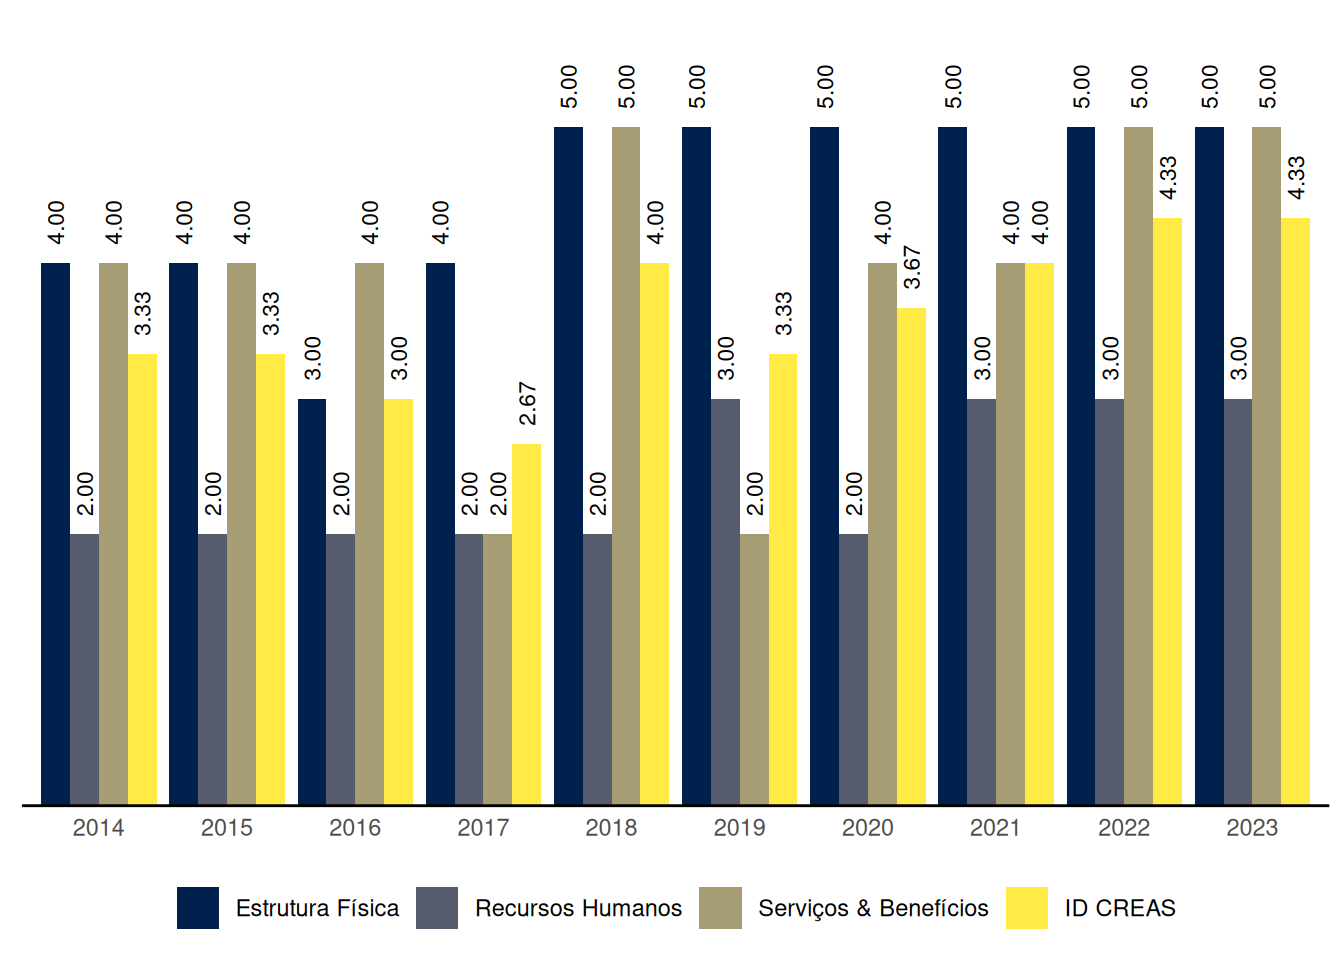 5.00 5.00 5.00 5.00 5.00 5.00 5.00 5.00 5.00
4.33 4.33
4.00 4.00 4.00 4.00 4.00 4.00 4.00 4.00 4.00 4.00
3.67
3.33 3.33 3.33
3.00 3.00 3.00 3.00 3.00 3.00
2.67
2.00 2.00 2.00 2.00 2.00 2.00 2.00 2.00
2014 2015 2016 2017 2018 2019 2020 2021 2022 2023
Estrutura Física Recursos Humanos Serviços & Benefícios ID CREAS